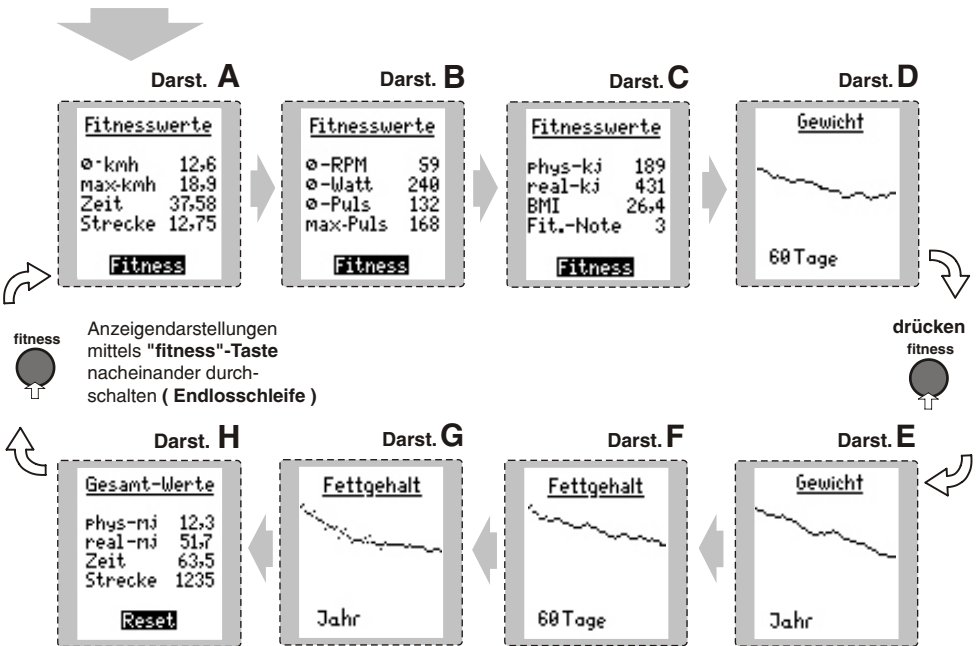 Darst. A
Fitnesswerte
ø-kmh 12,6
max-kmh 18,9
Zeit 37,58
Strecke 12,75
Fitness
Darst. B
Fitnesswerte
ø-RPM 59
ø-Watt 240
ø-Puls 132
max-Puls 168
Fitness
Darst. C
Fitnesswerte
phys-kj 189
real-kj 431
BMI 26,4
Fit.-Note 3
Fitness
Darst. D
Gewicht
60 Tage
fitness
Anzeigendarstellungen
mittels "fitness"-Taste
nacheinander durch-
schalten ( Endlosschleife )
drücken
fitness
Darst. H
Gesamt-Werte
phys-mj 12,3
real-mj 51,7
Zeit 63,5
Strecke 1235
Reset
Darst. G
Fettgehalt
Jahr
Darst. F
Fettgehalt
60 Tage
Darst. E
Gewicht
Jahr